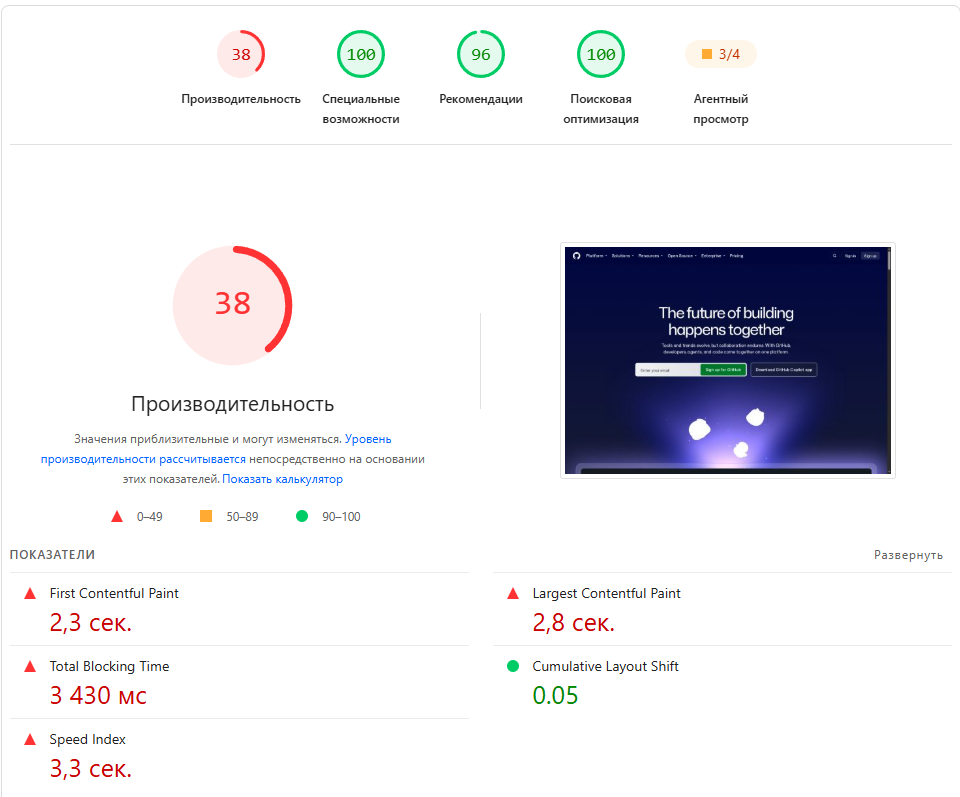 38
100
96
100
3/4
Производительность
Специальные
возможности
Рекомендации
Поисковая
оптимизация
Агентный
просмотр
38
Производительность
Значения приблизительные и могут изменяться. Уровень
производительности рассчитывается непосредственно на основании
этих показателей. Показать калькулятор
0–49
50–89
90–100
Platform
Solutions
Resources
Open Source
Enterprise
Pricing
Sign in
Sign up
The future of building
happens together
Tools and trends evolve, but collaboration endures. With GitHub,
developers, agents, and code come together on one platform.
Enter your email
Sign up for GitHub
Download GitHub Copilot app
ПОКАЗАТЕЛИ
Развернуть
First Contentful Paint
2,3 сек.
Largest Contentful Paint
2,8 сек.
Total Blocking Time
3 430 мс
Cumulative Layout Shift
0.05
Speed Index
3,3 сек.